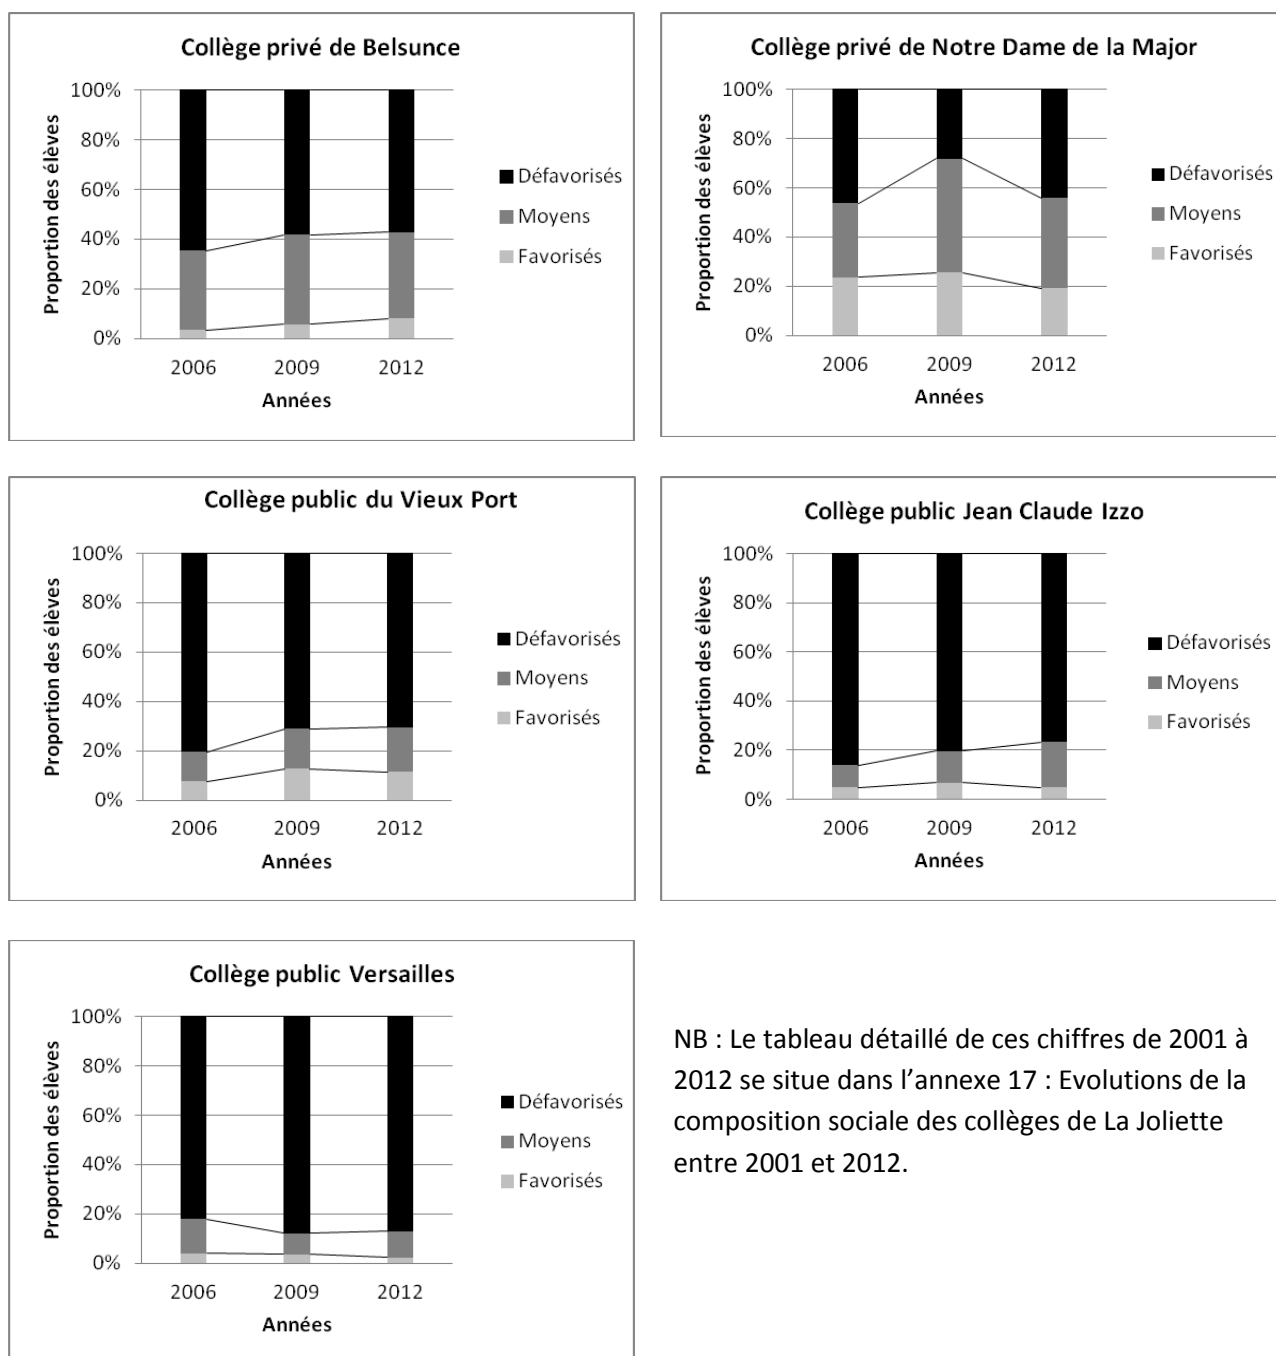 Collège privé de Belsunce
Proportion des élèves
100%
80%
60%
40%
20%
0%
2006 2009 2012
Années
Défavorisés
Moyens
Favorisés
Collège privé de Notre Dame de la Major
Proportion des élèves
100%
80%
60%
40%
20%
0%
2006 2009 2012
Années
Défavorisés
Moyens
Favorisés
Collège public du Vieux Port
Proportion des élèves
100%
80%
60%
40%
20%
0%
2006 2009 2012
Années
Défavorisés
Moyens
Favorisés
Collège public Jean Claude Izzo
Proportion des élèves
100%
80%
60%
40%
20%
0%
2006 2009 2012
Années
Défavorisés
Moyens
Favorisés
Collège public Versailles
Proportion des élèves
100%
80%
60%
40%
20%
0%
2006 2009 2012
Années
Défavorisés
Moyens
Favorisés
NB : Le tableau détaillé de ces chiffres de 2001 à
2012 se situe dans l’annexe 17 : Evolutions de la
composition sociale des collèges de La Joliette
entre 2001 et 2012.